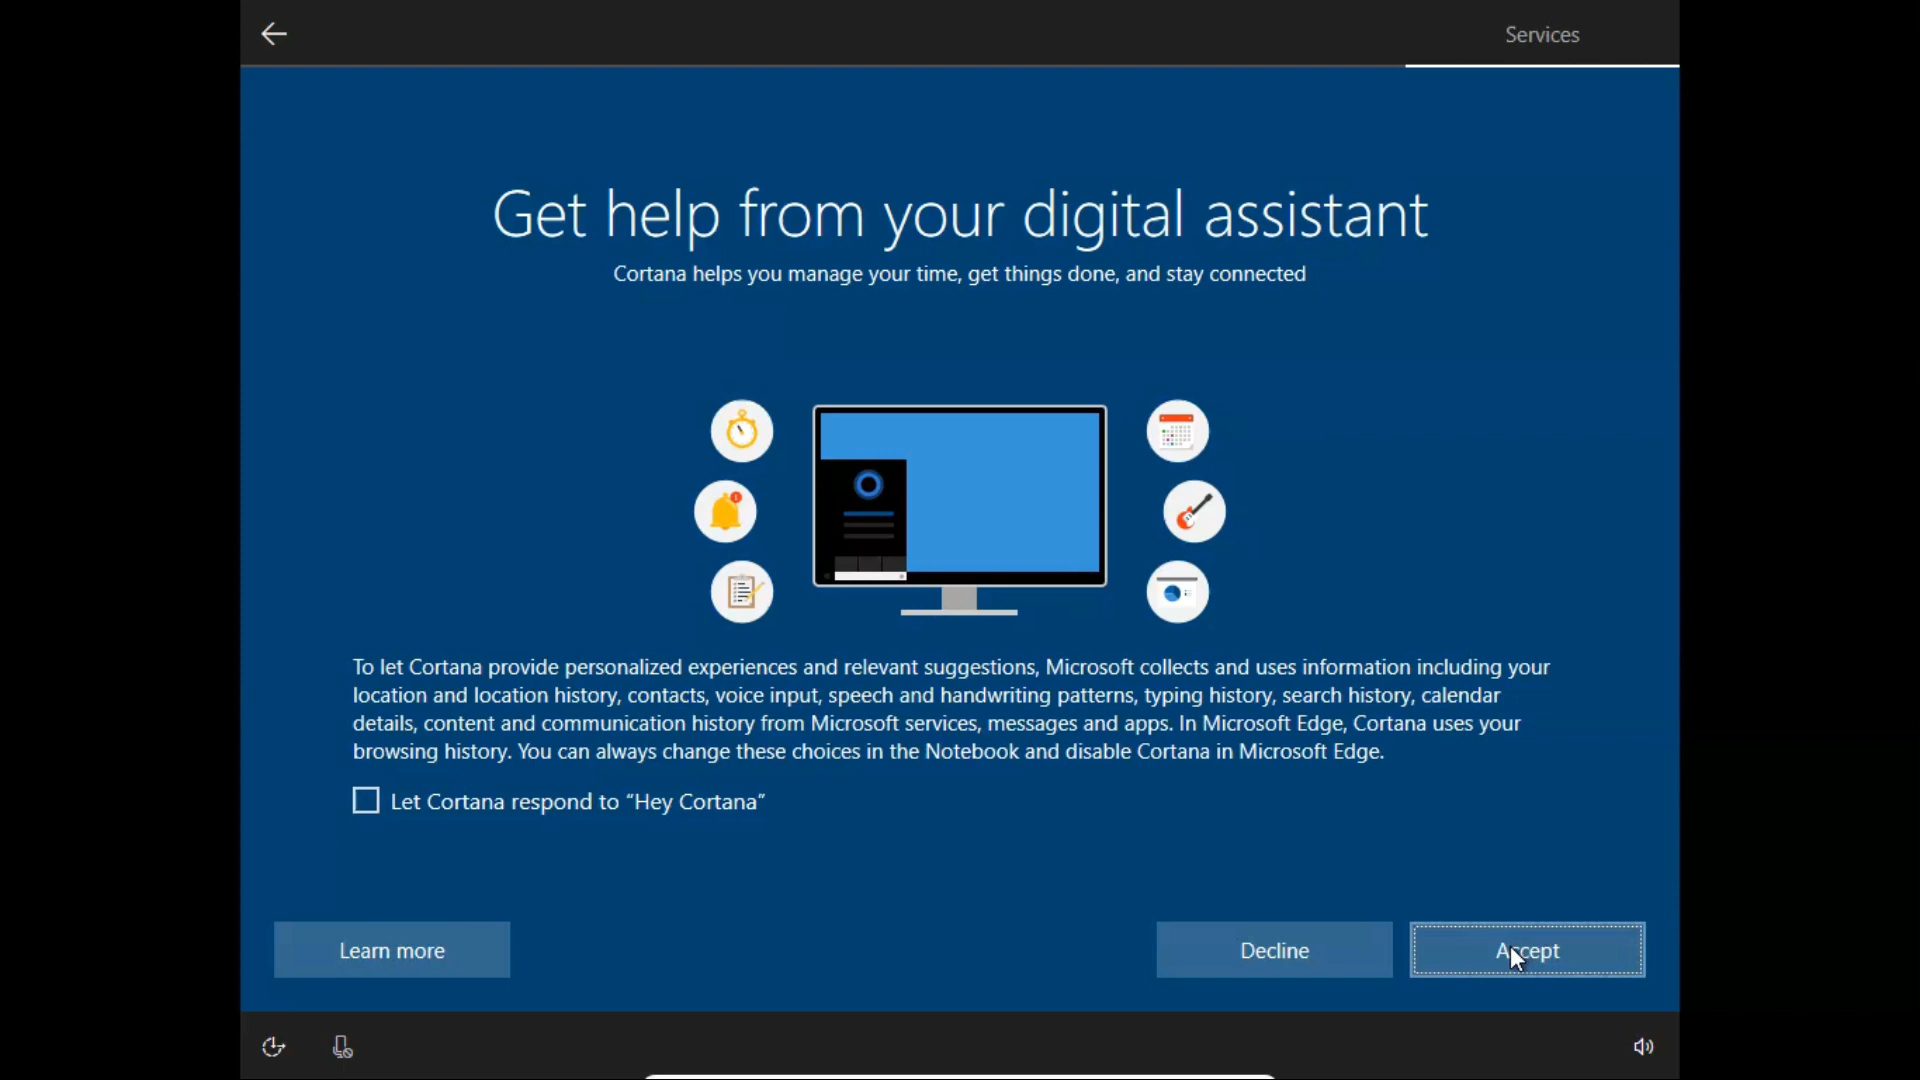 Services
Get help from your digital assistant
Cortana helps you manage your time, get things done, and stay connected
To let Cortana provide personalized experiences and relevant suggestions, Microsoft collects and uses information including your
location and location history, contacts, voice input, speech and handwriting patterns, typing history, search history, calendar
details, content and communication history from Microsoft services, messages and apps. In Microsoft Edge, Cortana uses your
browsing history. You can always change these choices in the Notebook and disable Cortana in Microsoft Edge.
Let Cortana respond to “Hey Cortana”
Learn more
Decline
Accept